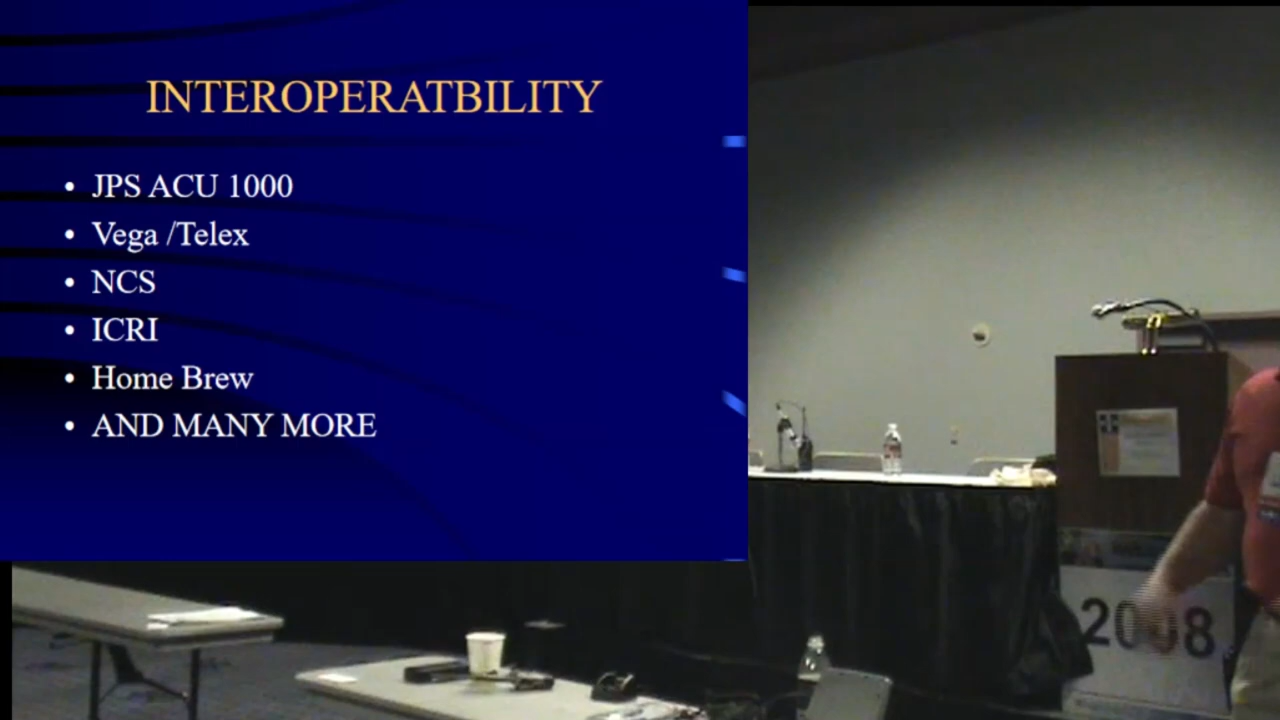 INTEROPERATBILITY
• JPS ACU 1000
• Vega /Telex
• NCS
• ICRI
• Home Brew
• AND MANY MORE
2008